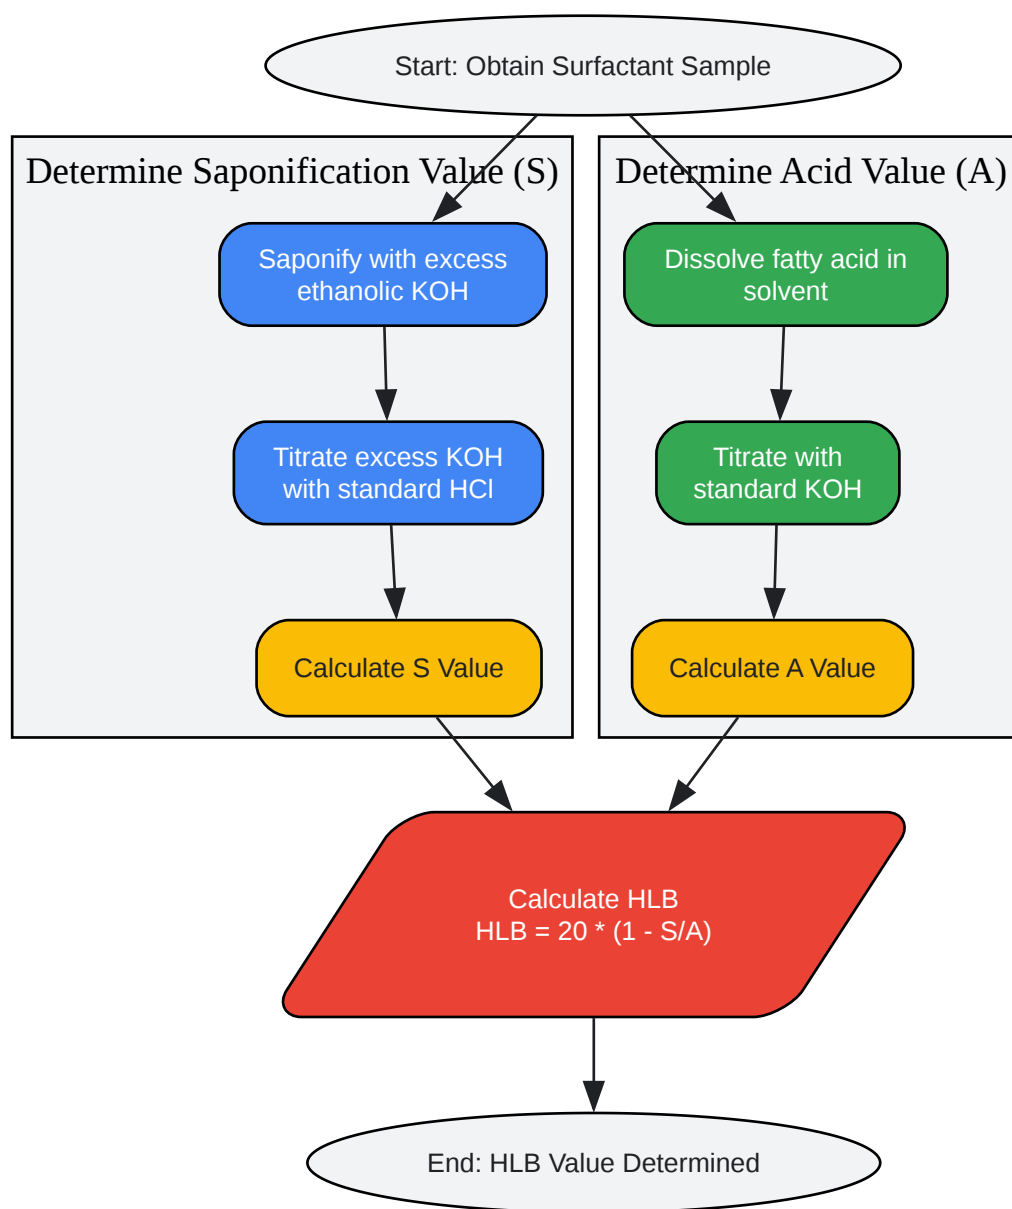 Start: Obtain Surfactant Sample
Determine Saponification Value (S)
Saponify with excess
ethanolic KOH
Titrate excess KOH
with standard HCl
Calculate S Value
Determine Acid Value (A)
Dissolve fatty acid in
solvent
Titrate with
standard KOH
Calculate A Value
Calculate HLB
HLB = 20 * (1 - S/A)
End: HLB Value Determined